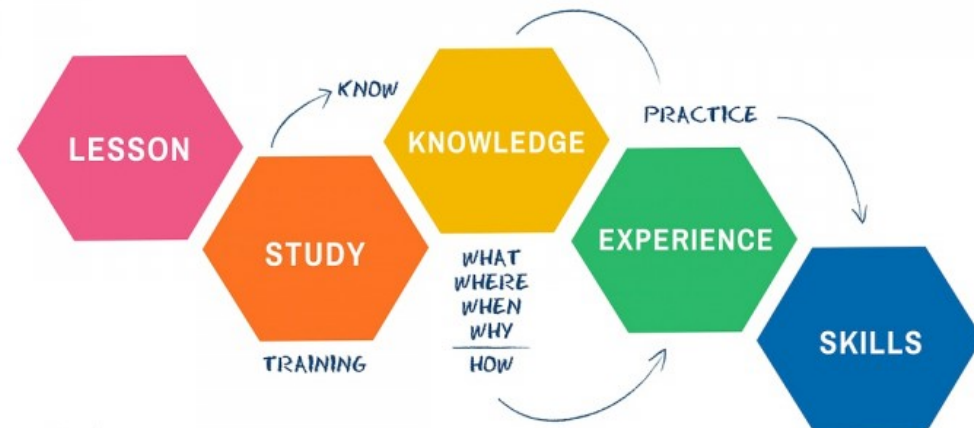 LESSON
STUDY
TRAINING
KNOW
KNOWLEDGE
WHAT
WHERE
WHEN
WHY
HOW
PRACTICE
EXPERIENCE
SKILLS